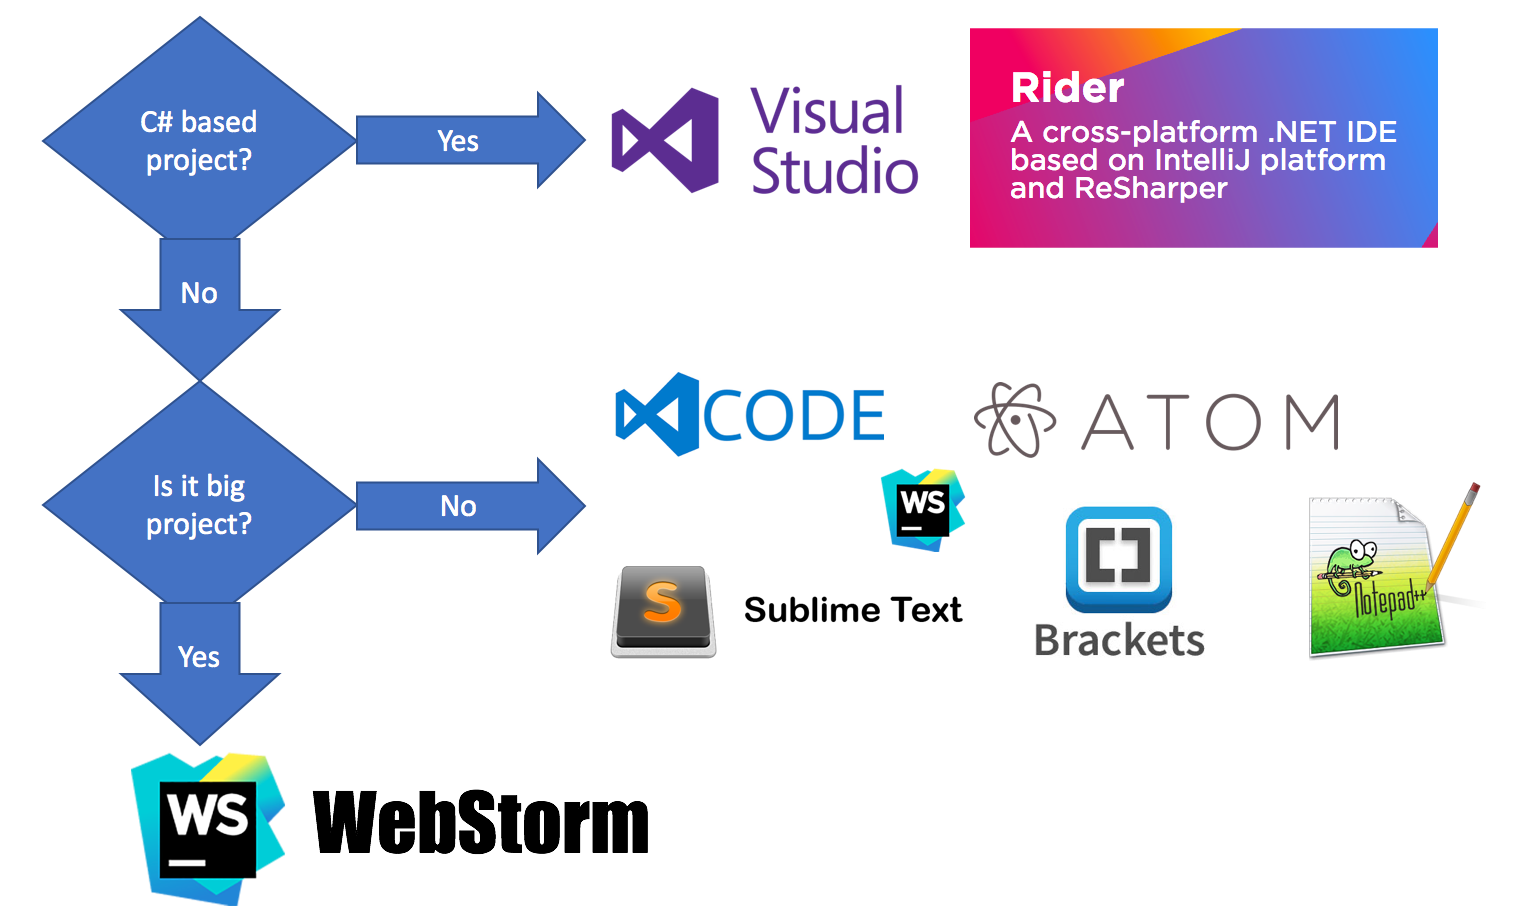 C# based
project?
Yes
Visual
Studio
Rider
A cross-platform .NET IDE
based on IntelliJ platform
and ReSharper
No
CODE
ATOM
Is it big
project?
No
WS
S
Sublime Text
Brackets
Notepad++
Yes
WS
WebStorm